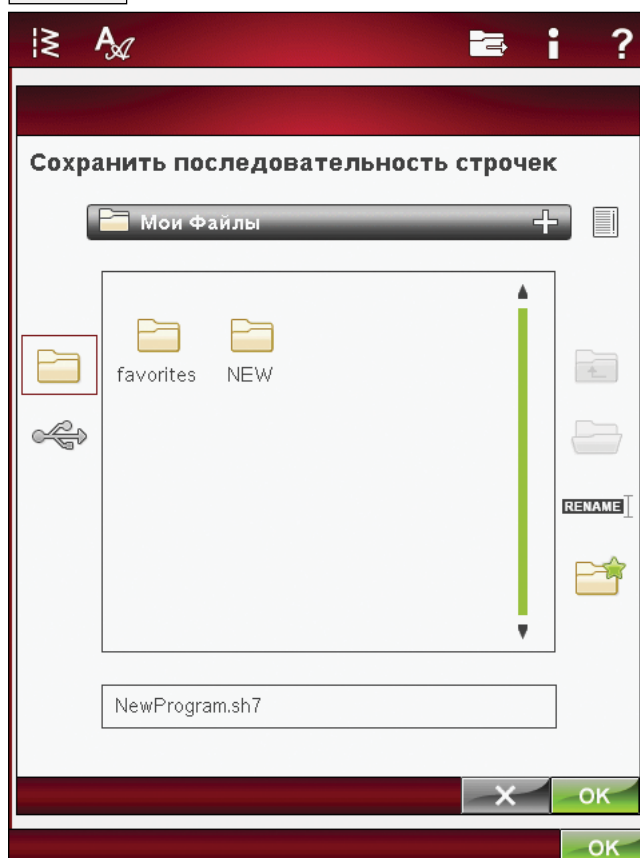 Сохранить последовательность строчек
Мои Файлы
favorites NEW
RENAME
NewProgram.sh7
OK
OK